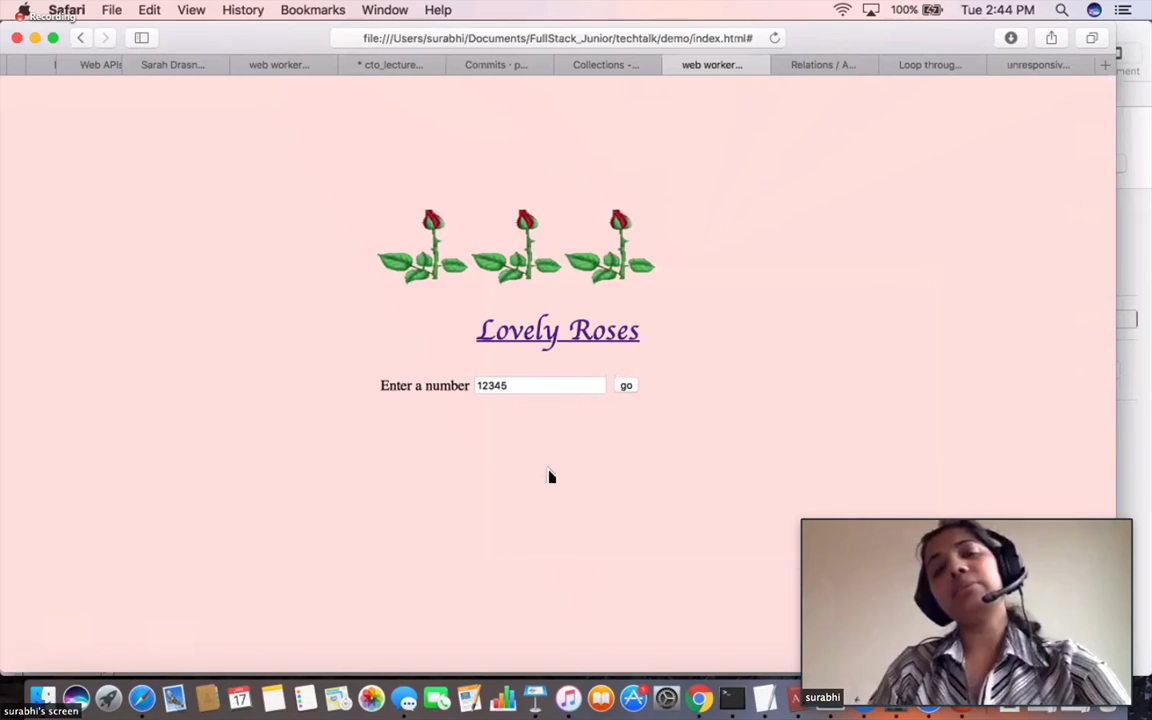 Safari File Edit View History Bookmarks Window Help 100% Tue 2:44 PM
Recording
file:///Users/surabhi/Documents/FullStack_Junior/techtalk/demo/index.html#
Web APIs Sarah Drasn... web worker... * cto_lecture... Commits · p... Collections -... web worker... Relations / A... Loop throug... unresponsiv... +
Lovely Roses
Enter a number 12345 go
17
surabhi
surabhi's screen